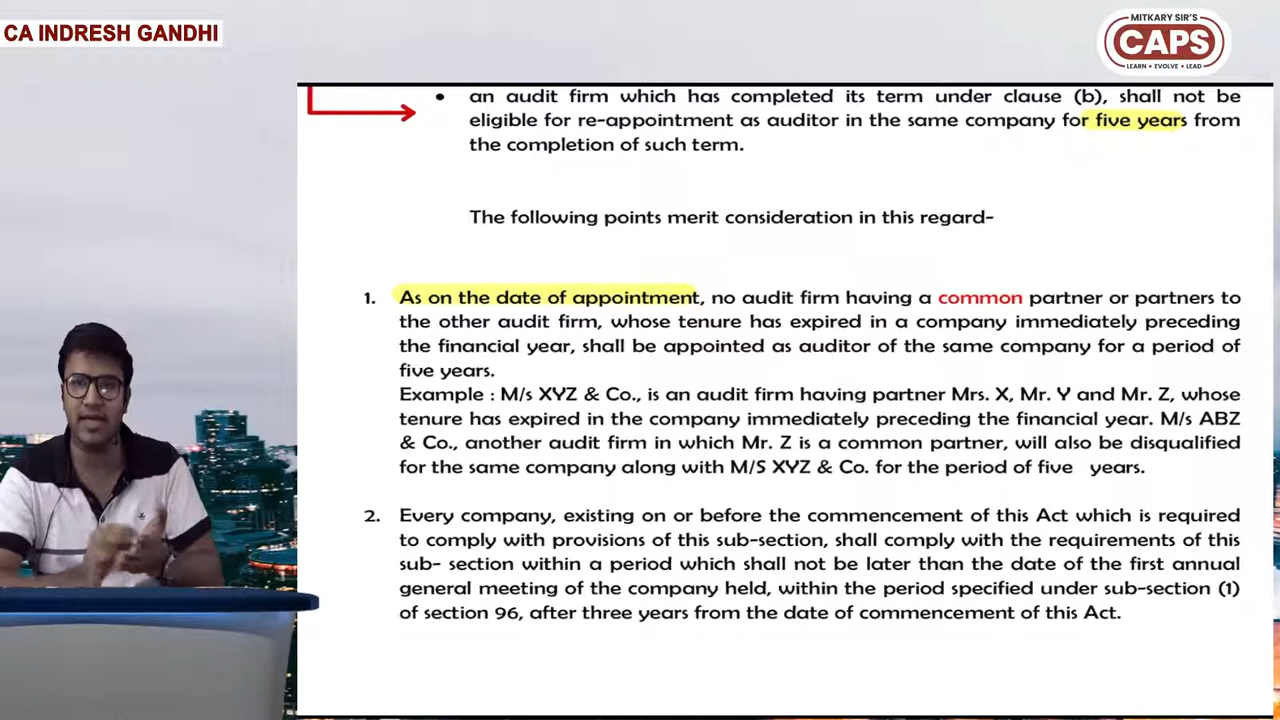 CA INDRESH GANDHI
MITKARY SIR'S
CAPS
LEARN • EVOLVE • LEAD
• an audit firm which has completed its term under clause (b), shall not be
eligible for re-appointment as auditor in the same company for five years from
the completion of such term.
The following points merit consideration in this regard-
1. As on the date of appointment, no audit firm having a common partner or partners to
the other audit firm, whose tenure has expired in a company immediately preceding
the financial year, shall be appointed as auditor of the same company for a period of
five years.
Example : M/s XYZ & Co., is an audit firm having partner Mrs. X, Mr. Y and Mr. Z, whose
tenure has expired in the company immediately preceding the financial year. M/s ABZ
& Co., another audit firm in which Mr. Z is a common partner, will also be disqualified
for the same company along with M/S XYZ & Co. for the period of five years.
2. Every company, existing on or before the commencement of this Act which is required
to comply with provisions of this sub-section, shall comply with the requirements of this
sub- section within a period which shall not be later than the date of the first annual
general meeting of the company held, within the period specified under sub-section (1)
of section 96, after three years from the date of commencement of this Act.